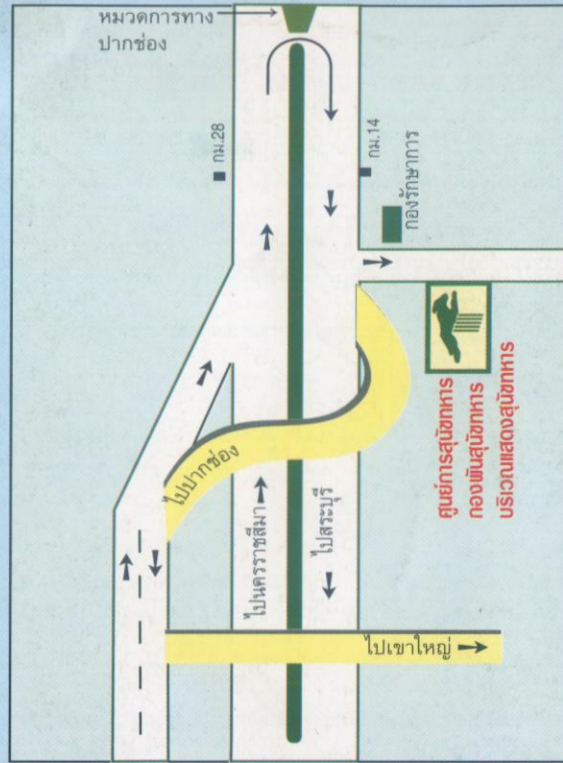 หมวดการทาง
ปากช่อง
กม.28
กม.14
กองรักษาการ
ศูนย์การสุนัขทหาร
กองพันสุนัขทหาร
บริเวณแสดงสุนัขทหาร
ไปปากช่อง
ไปนครราชสีมา
ไปสระบุรี
ไปเขาใหญ่